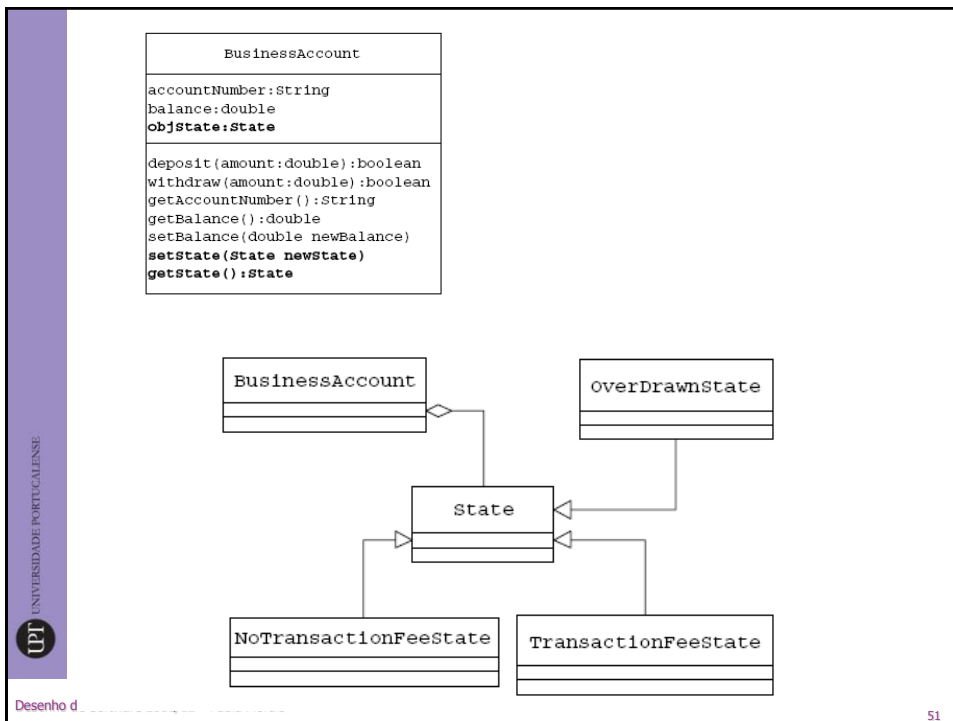 BusinessAccount
accountNumber:String
balance:double
objState:State
deposit(amount:double):boolean
withdraw(amount:double):boolean
getAccountNumber():String
getBalance():double
setBalance(double newBalance)
setState(State newState)
getState():State
BusinessAccount
OverDrawnState
State
NoTransactionFeeState
TransactionFeeState
UPT UNIVERSIDADE PORTUCALENSE
Desenho d
51